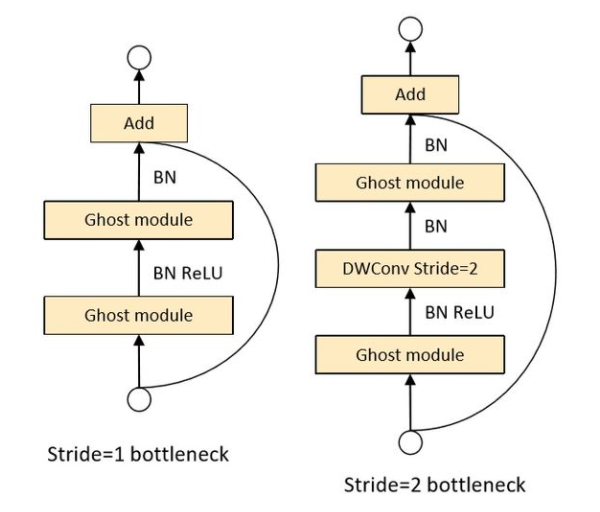 Add
BN
Ghost module
BN ReLU
Ghost module
Stride=1 bottleneck
Add
BN
Ghost module
BN
DWConv Stride=2
BN ReLU
Ghost module
Stride=2 bottleneck